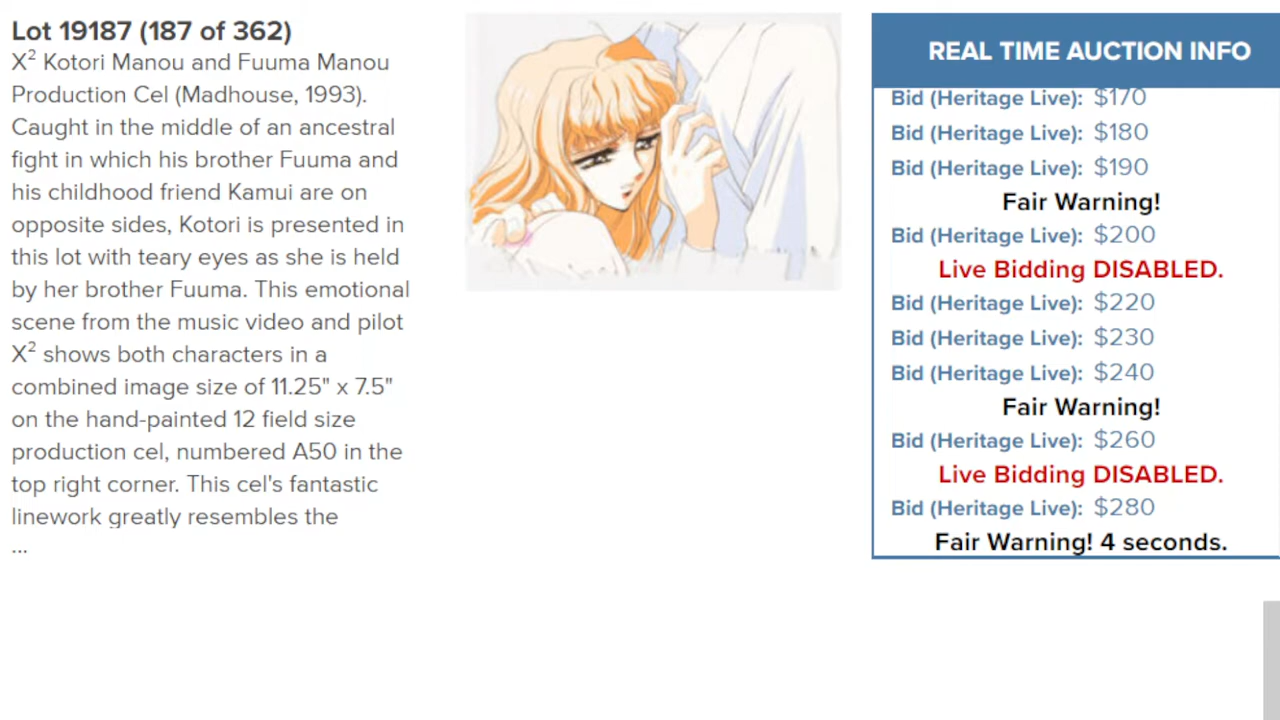 Lot 19187 (187 of 362)
X² Kotori Manou and Fuuma Manou
Production Cel (Madhouse, 1993).
Caught in the middle of an ancestral
fight in which his brother Fuuma and
his childhood friend Kamui are on
opposite sides, Kotori is presented in
this lot with teary eyes as she is held
by her brother Fuuma. This emotional
scene from the music video and pilot
X² shows both characters in a
combined image size of 11.25" x 7.5"
on the hand-painted 12 field size
production cel, numbered A50 in the
top right corner. This cel's fantastic
linework greatly resembles the
...
REAL TIME AUCTION INFO
Bid (Heritage Live): $170
Bid (Heritage Live): $180
Bid (Heritage Live): $190
Fair Warning!
Bid (Heritage Live): $200
Live Bidding DISABLED.
Bid (Heritage Live): $220
Bid (Heritage Live): $230
Bid (Heritage Live): $240
Fair Warning!
Bid (Heritage Live): $260
Live Bidding DISABLED.
Bid (Heritage Live): $280
Fair Warning! 4 seconds.